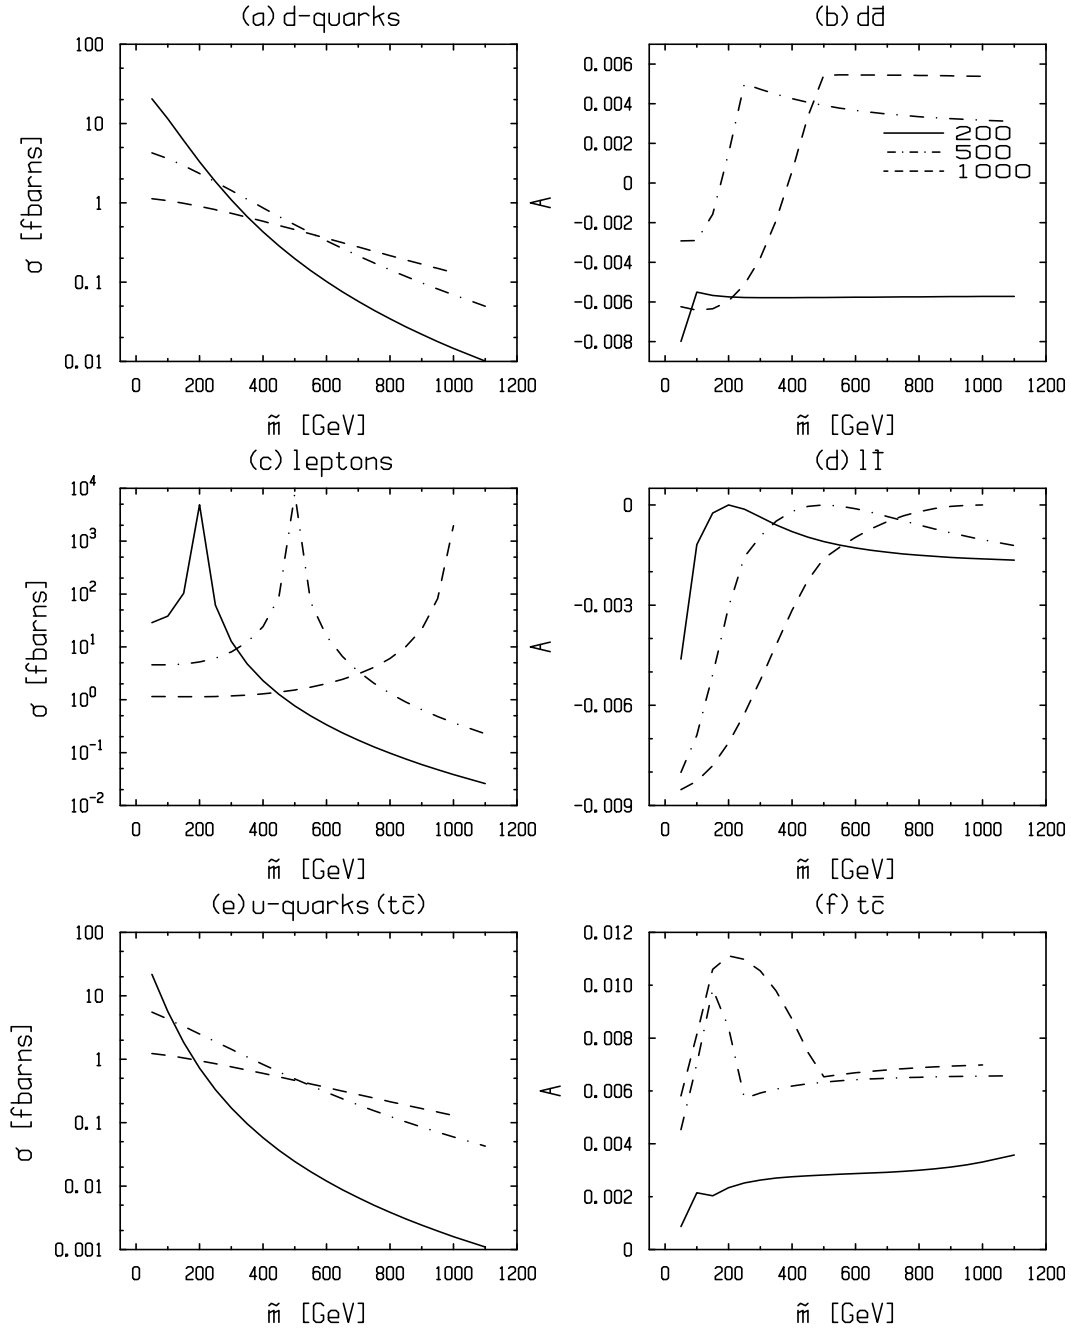 (a) d-quarks
100
10
1
0.1
0.01
σ [fbarns]
0 200 400 600 800 1000 1200
m̃ [GeV]
(b) dd̄
0.006
0.004
0.002
0
-0.002
-0.004
-0.006
-0.008
A
200
500
1000
0 200 400 600 800 1000 1200
m̃ [GeV]
(c) leptons
10⁴
10³
10²
10¹
10⁰
10⁻¹
10⁻²
σ [fbarns]
0 200 400 600 800 1000 1200
m̃ [GeV]
(d) ll̄
0
-0.003
-0.006
-0.009
A
0 200 400 600 800 1000 1200
m̃ [GeV]
(e) u-quarks (tc̄)
100
10
1
0.1
0.01
0.001
σ [fbarns]
0 200 400 600 800 1000 1200
m̃ [GeV]
(f) tc̄
0.012
0.010
0.008
0.006
0.004
0.002
0
A
0 200 400 600 800 1000 1200
m̃ [GeV]